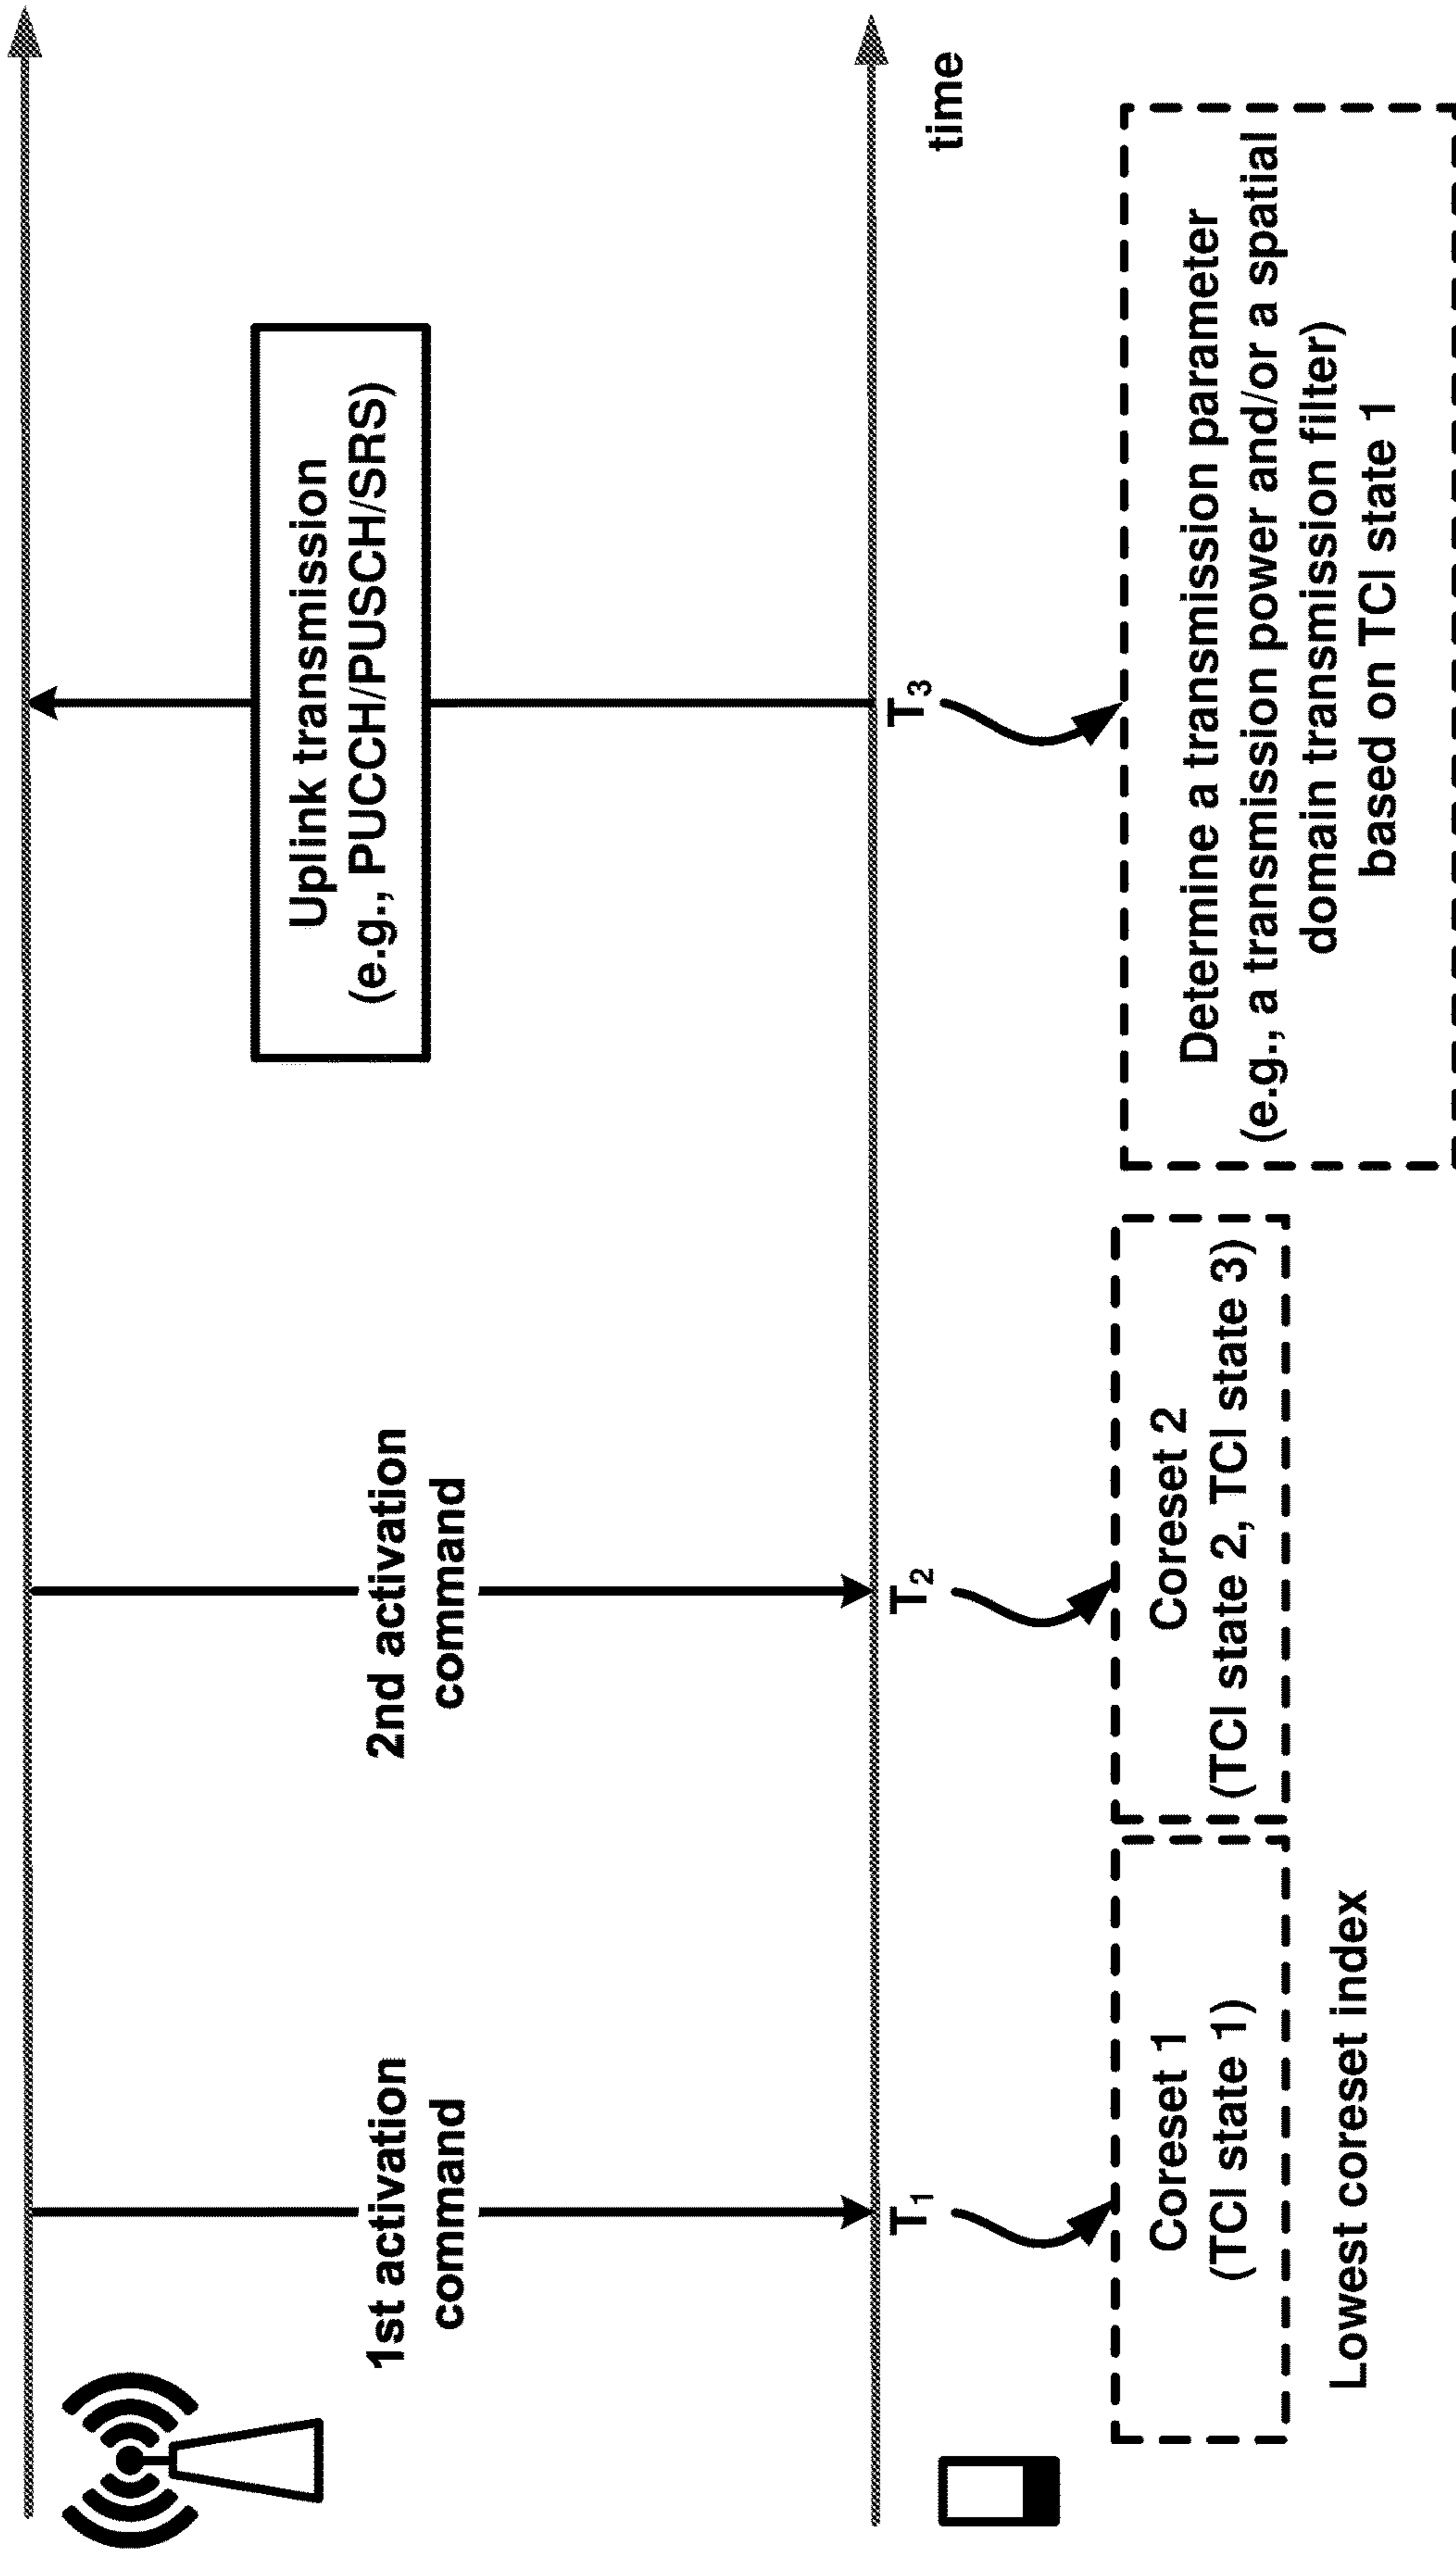 1st activation
command
2nd activation
command
Uplink transmission
(e.g., PUCCH/PUSCH/SRS)
T1
T2
T3
time
Coreset 1
(TCI state 1)
Lowest coreset index
Coreset 2
(TCI state 2, TCI state 3)
Determine a transmission parameter
(e.g., a transmission power and/or a spatial
domain transmission filter)
based on TCI state 1